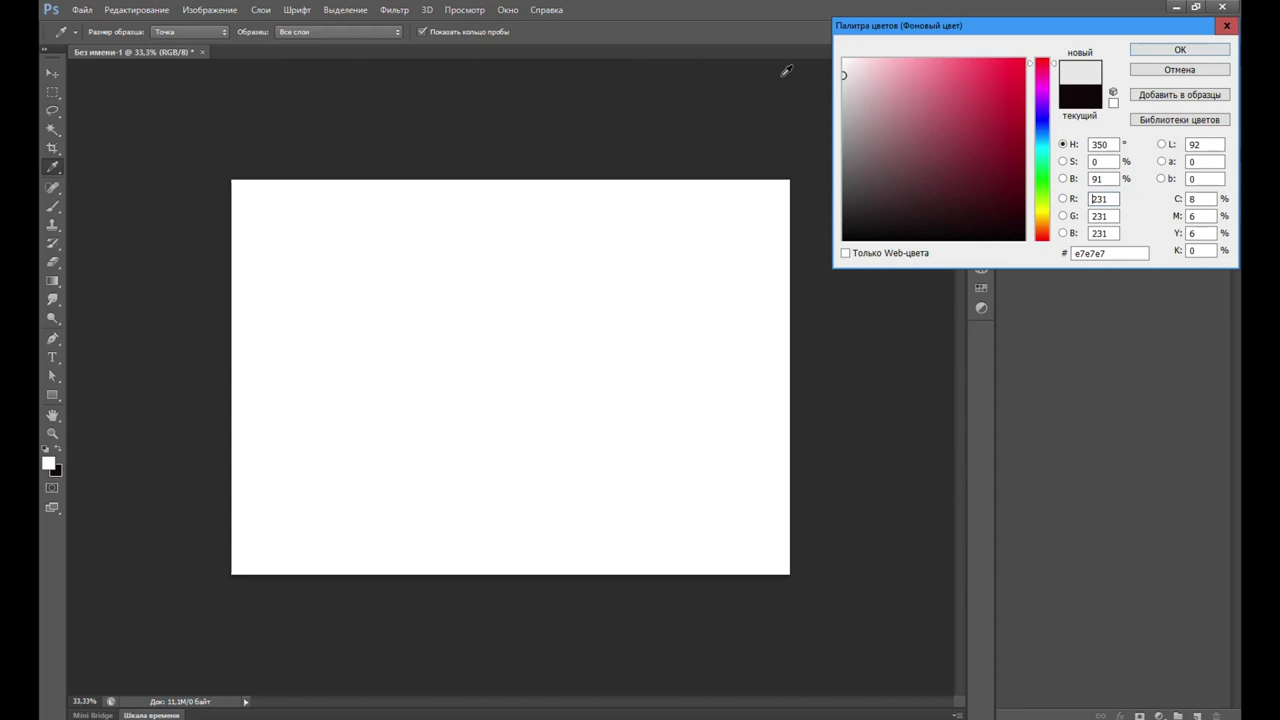 Ps Файл Редактирование Изображение Слои Шрифт Выделение Фильтр 3D Просмотр Окно Справка
Размер образца: Точка Образец: Все слои Показать кольцо пробы
Без имени-1 @ 33,3% (RGB/8) * ×
Палитра цветов (Фоновый цвет)
новый
текущий
ОК
Отмена
Добавить в образцы
Библиотеки цветов
H: 350 ° L: 92
S: 0 % a: 0
B: 91 % b: 0
R: 231 C: 8 %
G: 231 M: 6 %
B: 231 Y: 6 %
K: 0 %
Только Web-цвета # e7e7e7
T
33,33% Док: 11,1M/0 байт
Mini Bridge Шкала времени
fx